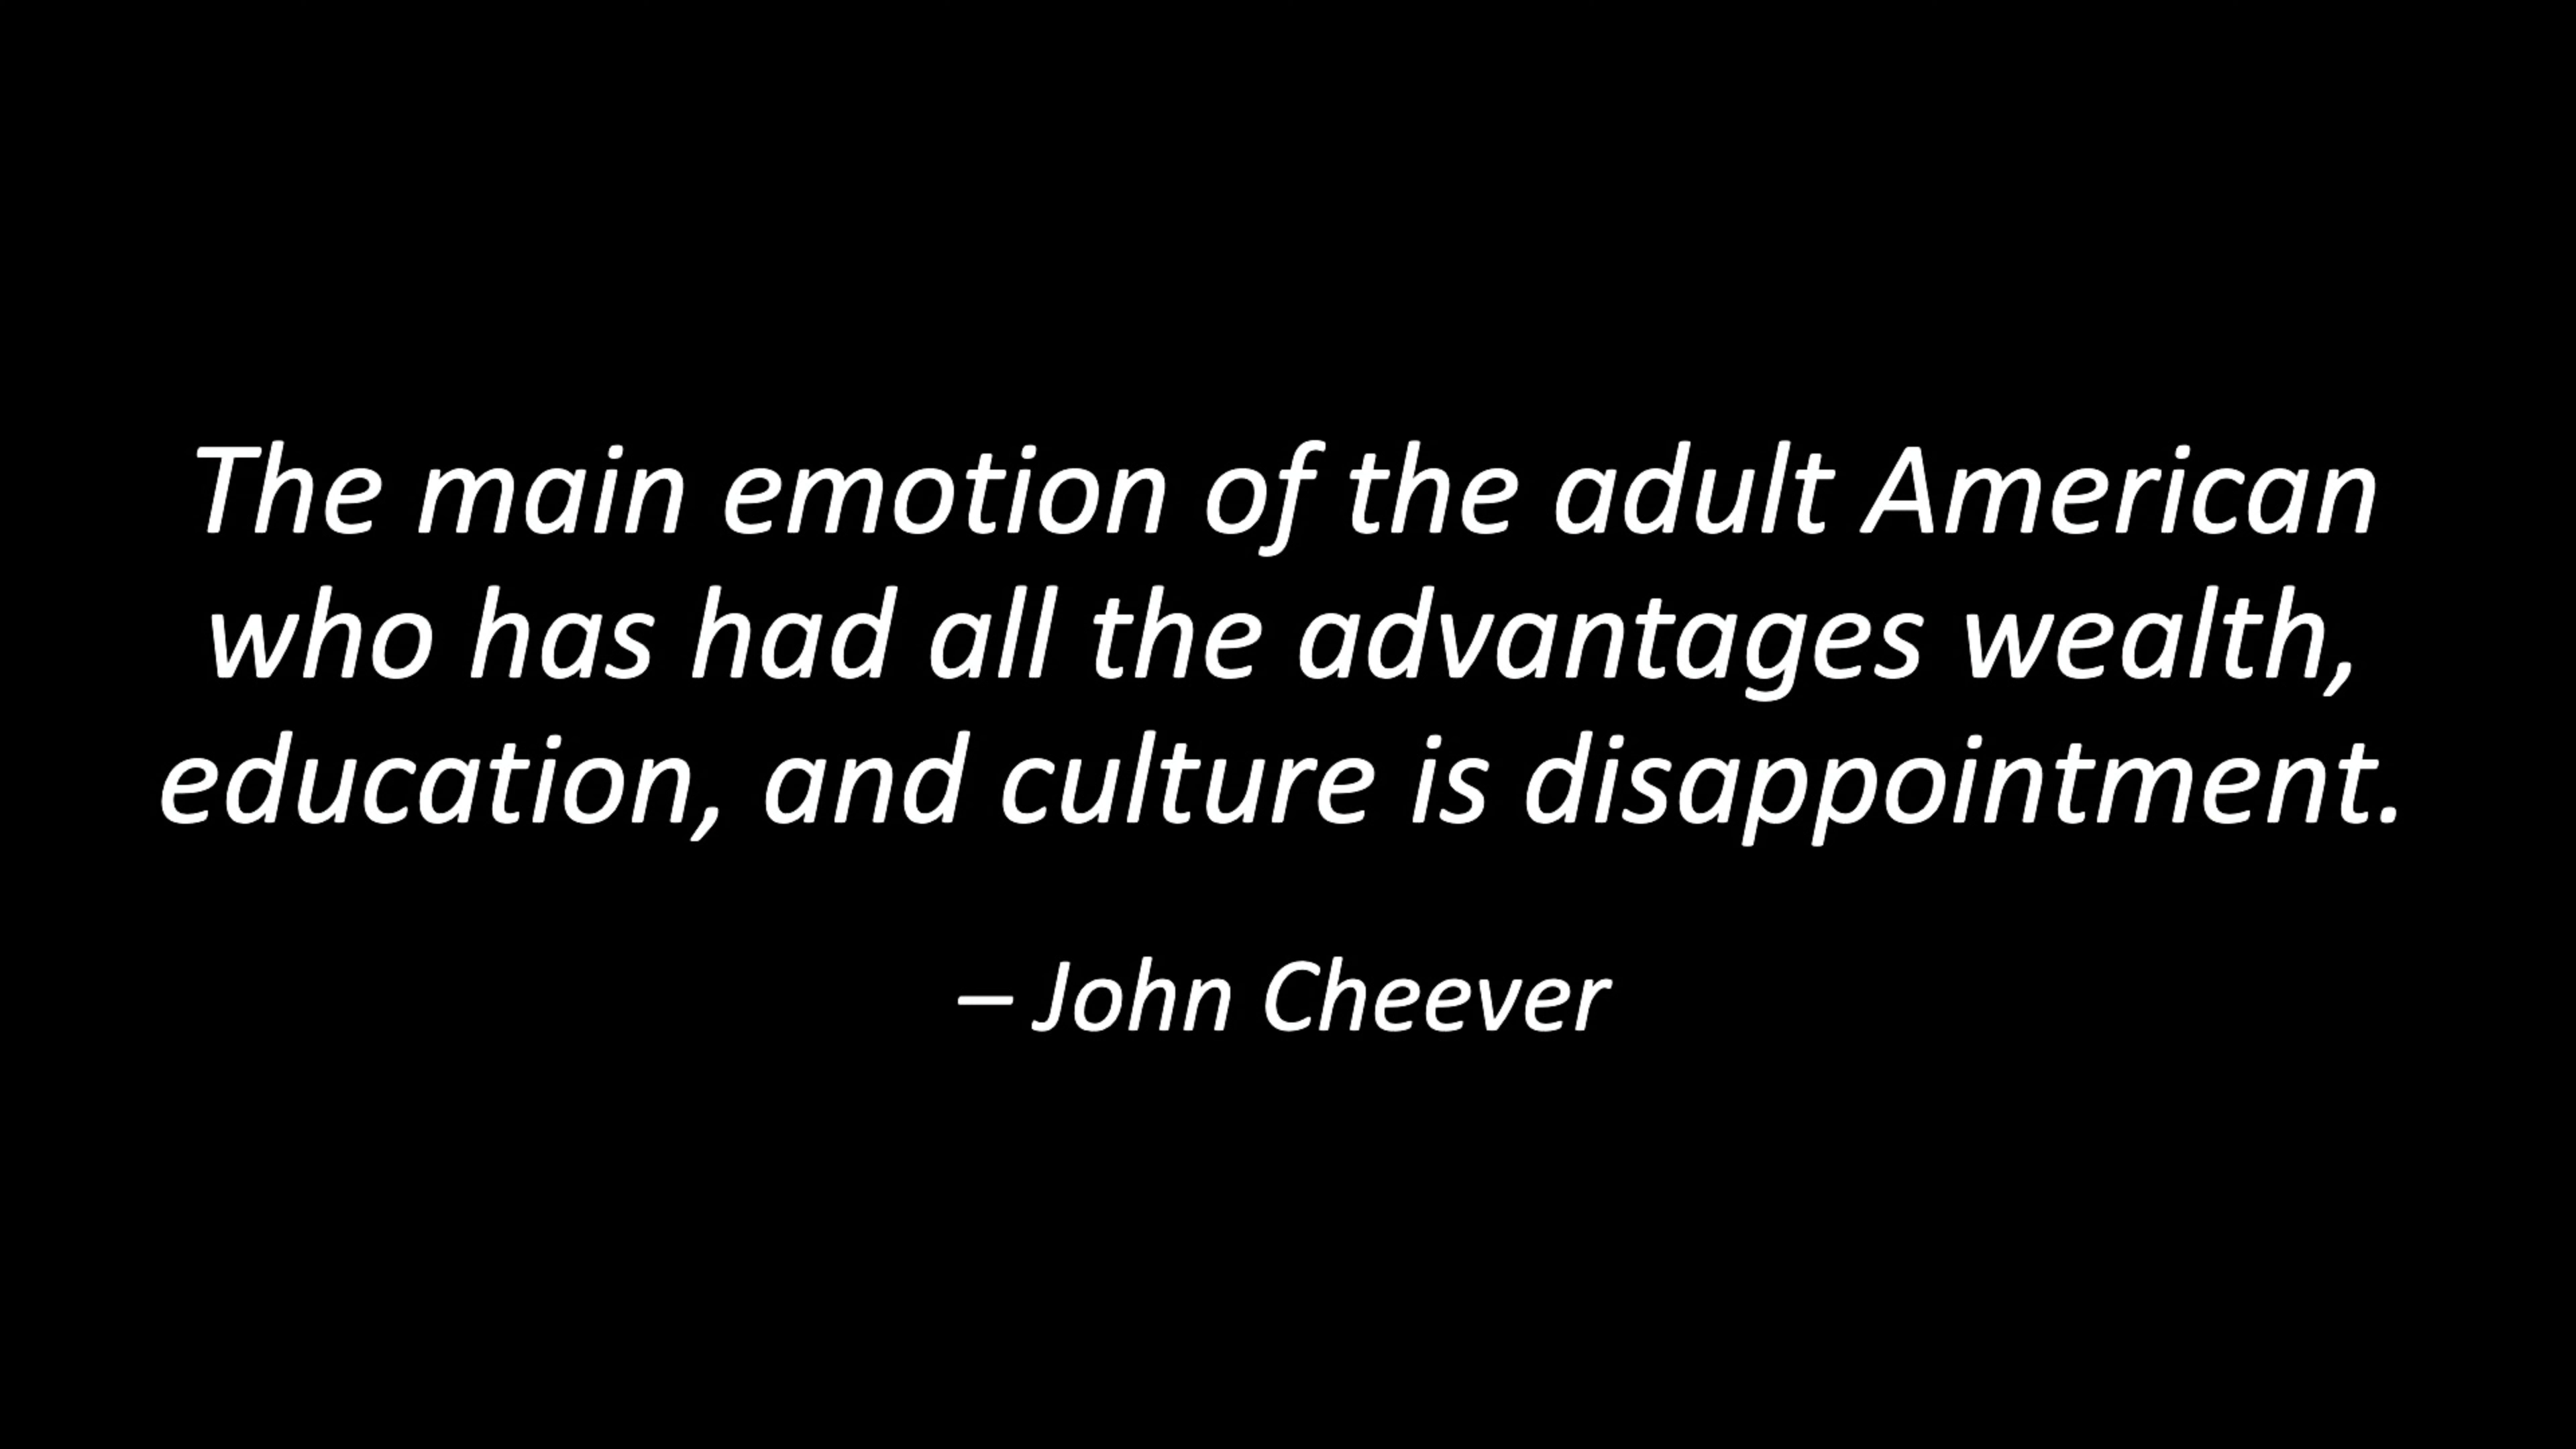 The main emotion of the adult American
who has had all the advantages wealth,
education, and culture is disappointment.
– John Cheever